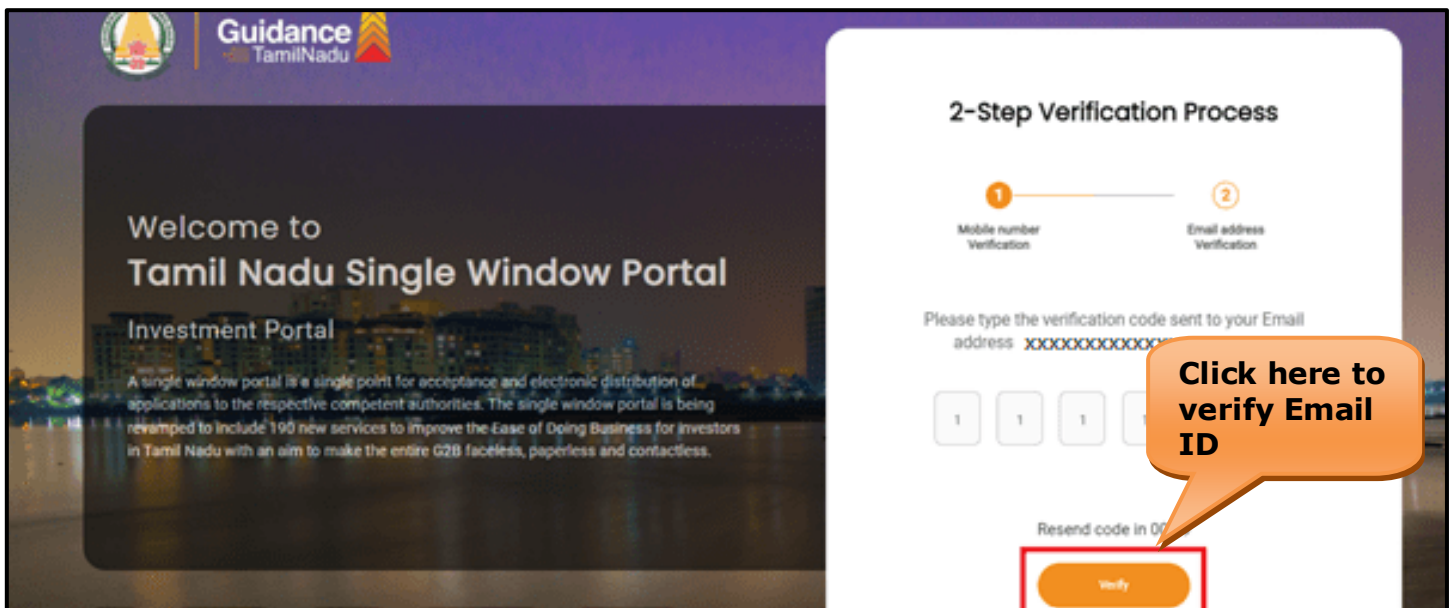 Guidance
TamilNadu
Welcome to
Tamil Nadu Single Window Portal
Investment Portal
A single window portal is a single point for acceptance and electronic distribution of
applications to the respective competent authorities. The single window portal is being
revamped to include 190 new services to improve the Ease of Doing Business for investors
in Tamil Nadu with an aim to make the entire G2B faceless, paperless and contactless.
2-Step Verification Process
1
2
Mobile number
Verification
Email address
Verification
Please type the verification code sent to your Email
address XXXXXXXXXXXXX
1 1 1 1
Click here to
verify Email
ID
Resend code in 00
Verify